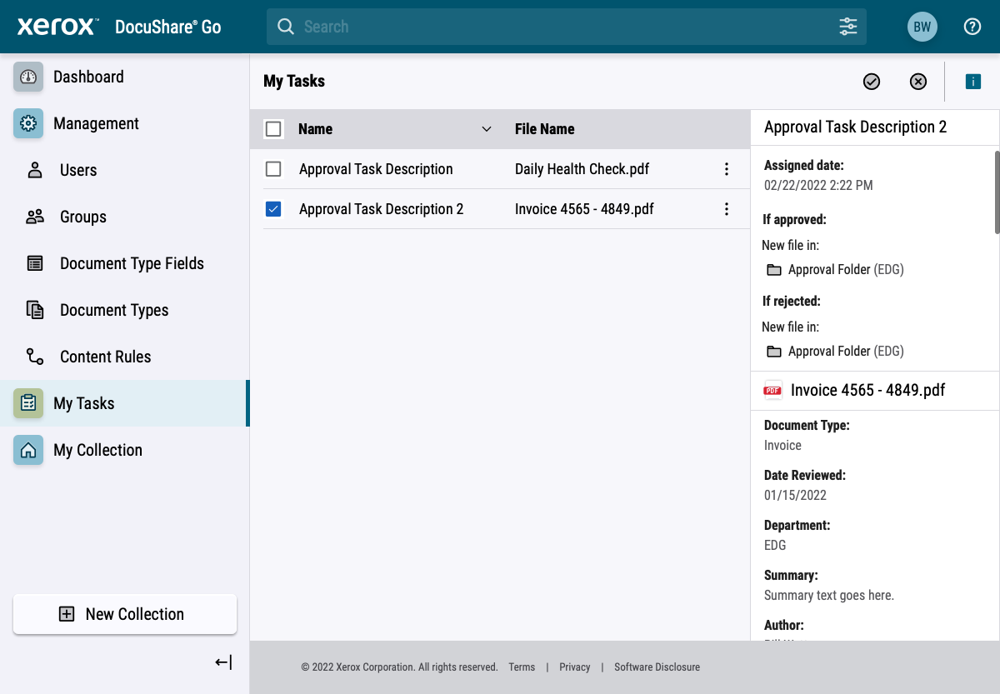 xerox™ DocuShare® Go
Search
BW
?
Dashboard
Management
Users
Groups
Document Type Fields
Document Types
Content Rules
My Tasks
My Collection
New Collection
My Tasks
i
Name File Name
Approval Task Description Daily Health Check.pdf
Approval Task Description 2 Invoice 4565 - 4849.pdf
Approval Task Description 2
Assigned date:
02/22/2022 2:22 PM
If approved:
New file in:
Approval Folder (EDG)
If rejected:
New file in:
Approval Folder (EDG)
PDF Invoice 4565 - 4849.pdf
Document Type:
Invoice
Date Reviewed:
01/15/2022
Department:
EDG
Summary:
Summary text goes here.
Author:
© 2022 Xerox Corporation. All rights reserved. Terms | Privacy | Software Disclosure